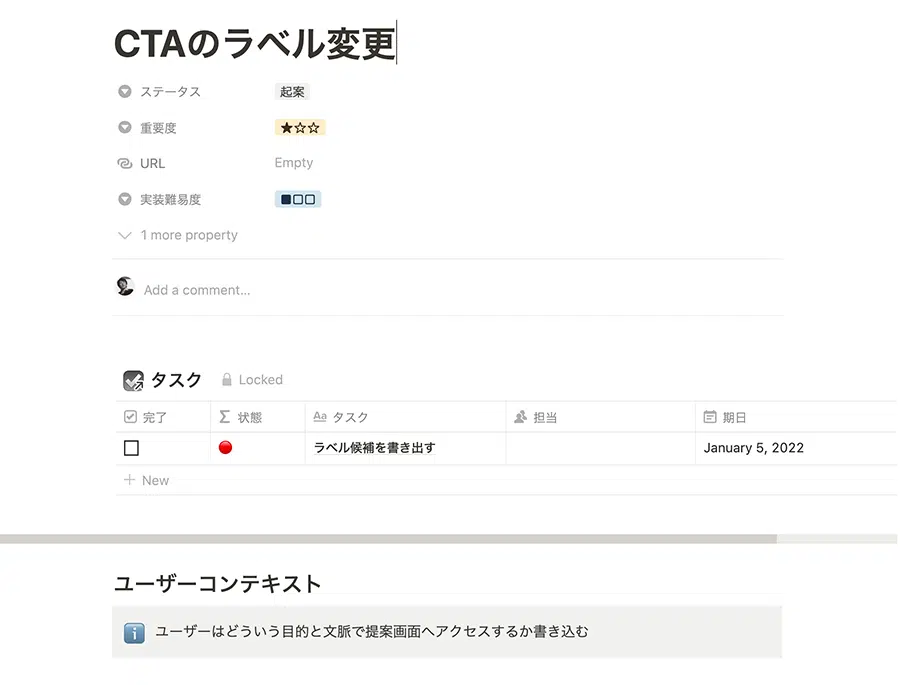 CTAのラベル変更
ステータス 起案
重要度 ★☆☆
URL Empty
実装難易度 ■□□
1 more property
Add a comment...
タスク Locked
完了 Σ 状態 Aa タスク 担当 期日
ラベル候補を書き出す January 5, 2022
+ New
ユーザーコンテキスト
ユーザーはどういう目的と文脈で提案画面へアクセスするか書き込む